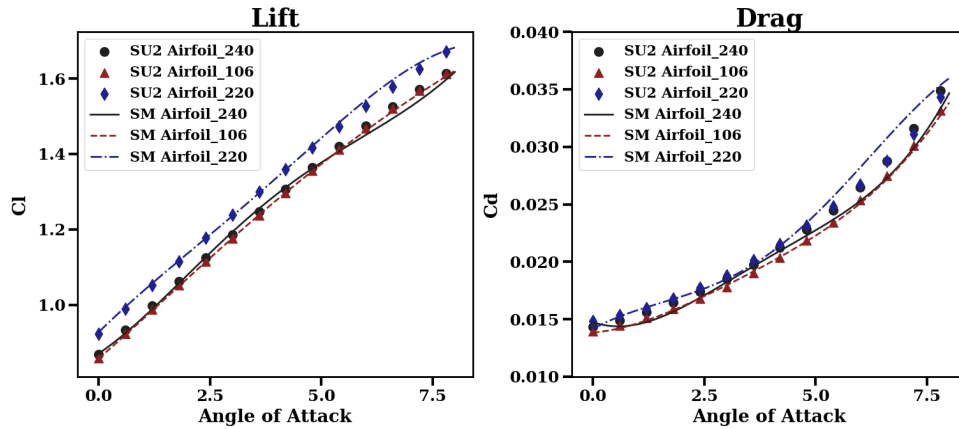 Lift
Cl
1.6
1.4
1.2
1.0
SU2 Airfoil_240
SU2 Airfoil_106
SU2 Airfoil_220
SM Airfoil_240
SM Airfoil_106
SM Airfoil_220
0.0 2.5 5.0 7.5
Angle of Attack
Drag
Cd
0.040
0.035
0.030
0.025
0.020
0.015
0.010
SU2 Airfoil_240
SU2 Airfoil_106
SU2 Airfoil_220
SM Airfoil_240
SM Airfoil_106
SM Airfoil_220
0.0 2.5 5.0 7.5
Angle of Attack